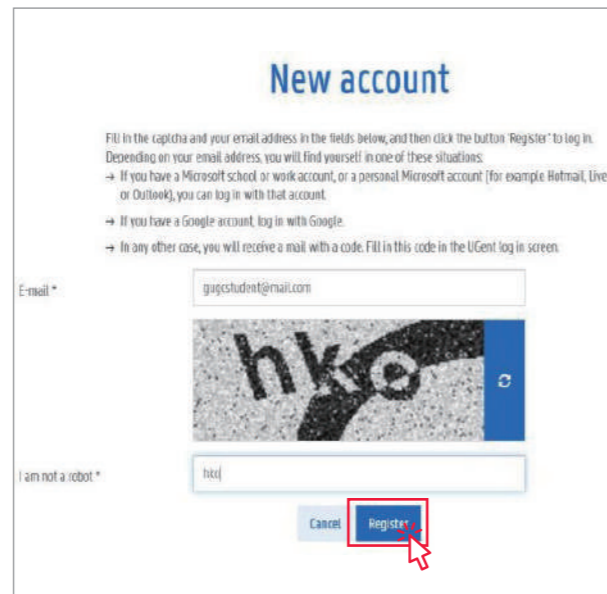 New account
Fill in the captcha and your email address in the fields below, and then click the button 'Register' to log in.
Depending on your email address, you will find yourself in one of these situations:
→ If you have a Microsoft school or work account, or a personal Microsoft account (for example Hotmail, Live
or Outlook), you can log in with that account.
→ If you have a Google account, log in with Google.
→ In any other case, you will receive a mail with a code. Fill in this code in the UGent log in screen.
E-mail * gugcstudent@mail.com
hko
I am not a robot * hko
Cancel Register